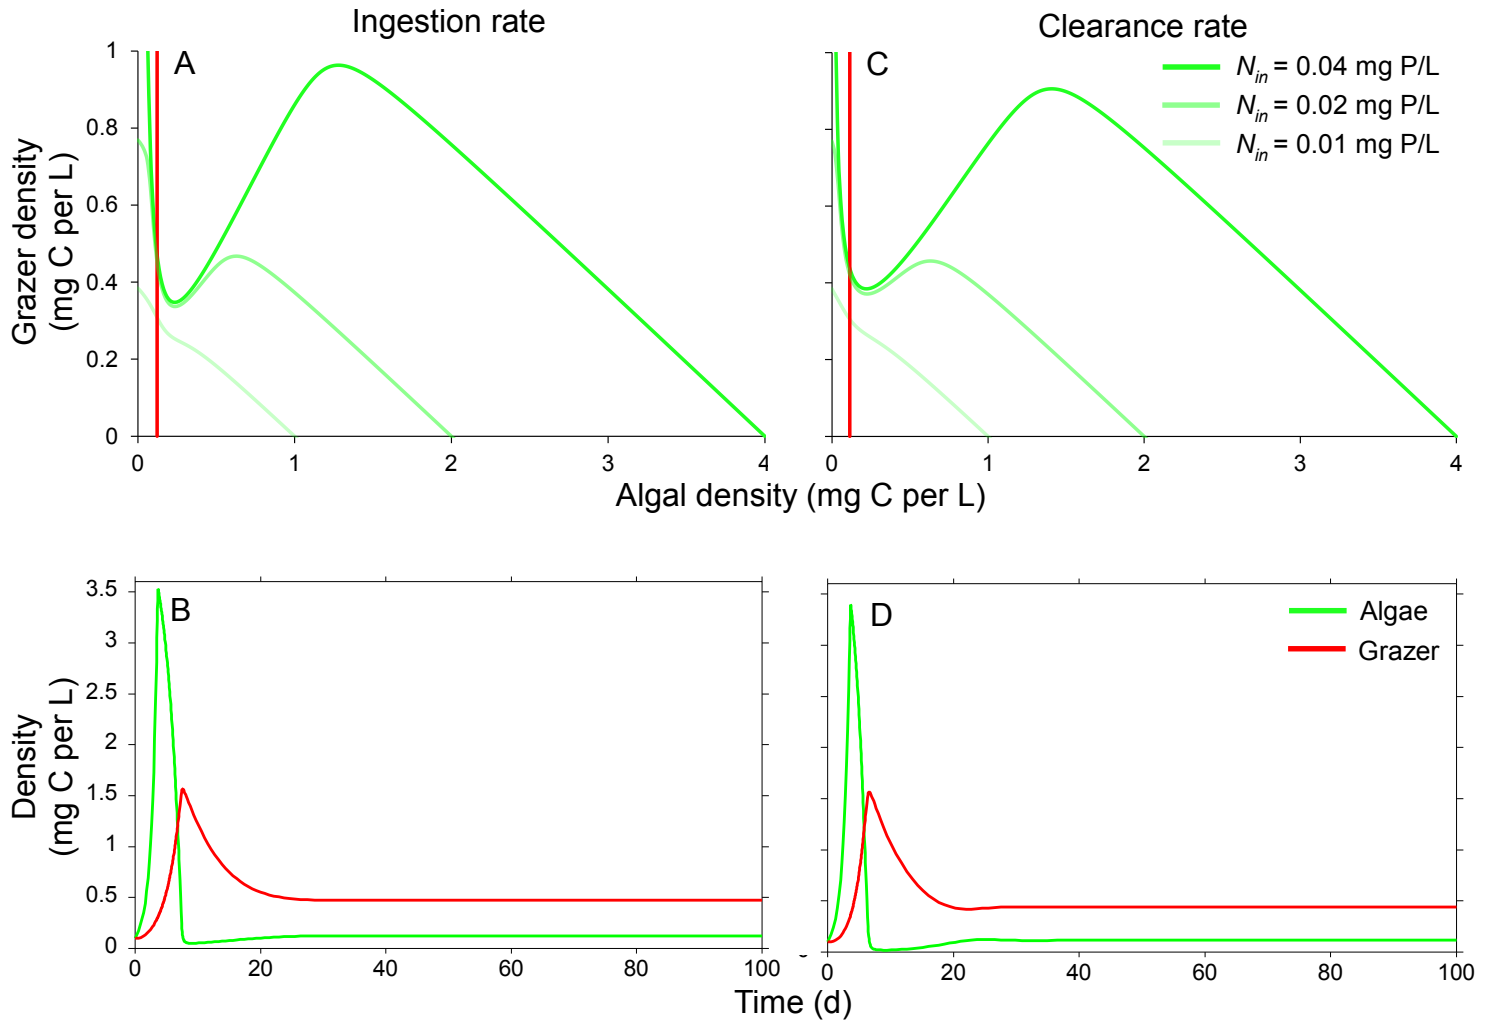 Ingestion rate
Clearance rate
A
C
N_in = 0.04 mg P/L
N_in = 0.02 mg P/L
N_in = 0.01 mg P/L
Grazer density
(mg C per L)
1
0.8
0.6
0.4
0.2
0
0 1 2 3 4
0 1 2 3 4
Algal density (mg C per L)
B
D
Algae
Grazer
Density
(mg C per L)
3.5
3
2.5
2
1.5
1
0.5
0
0 20 40 60 80 100
0 20 40 60 80 100
Time (d)